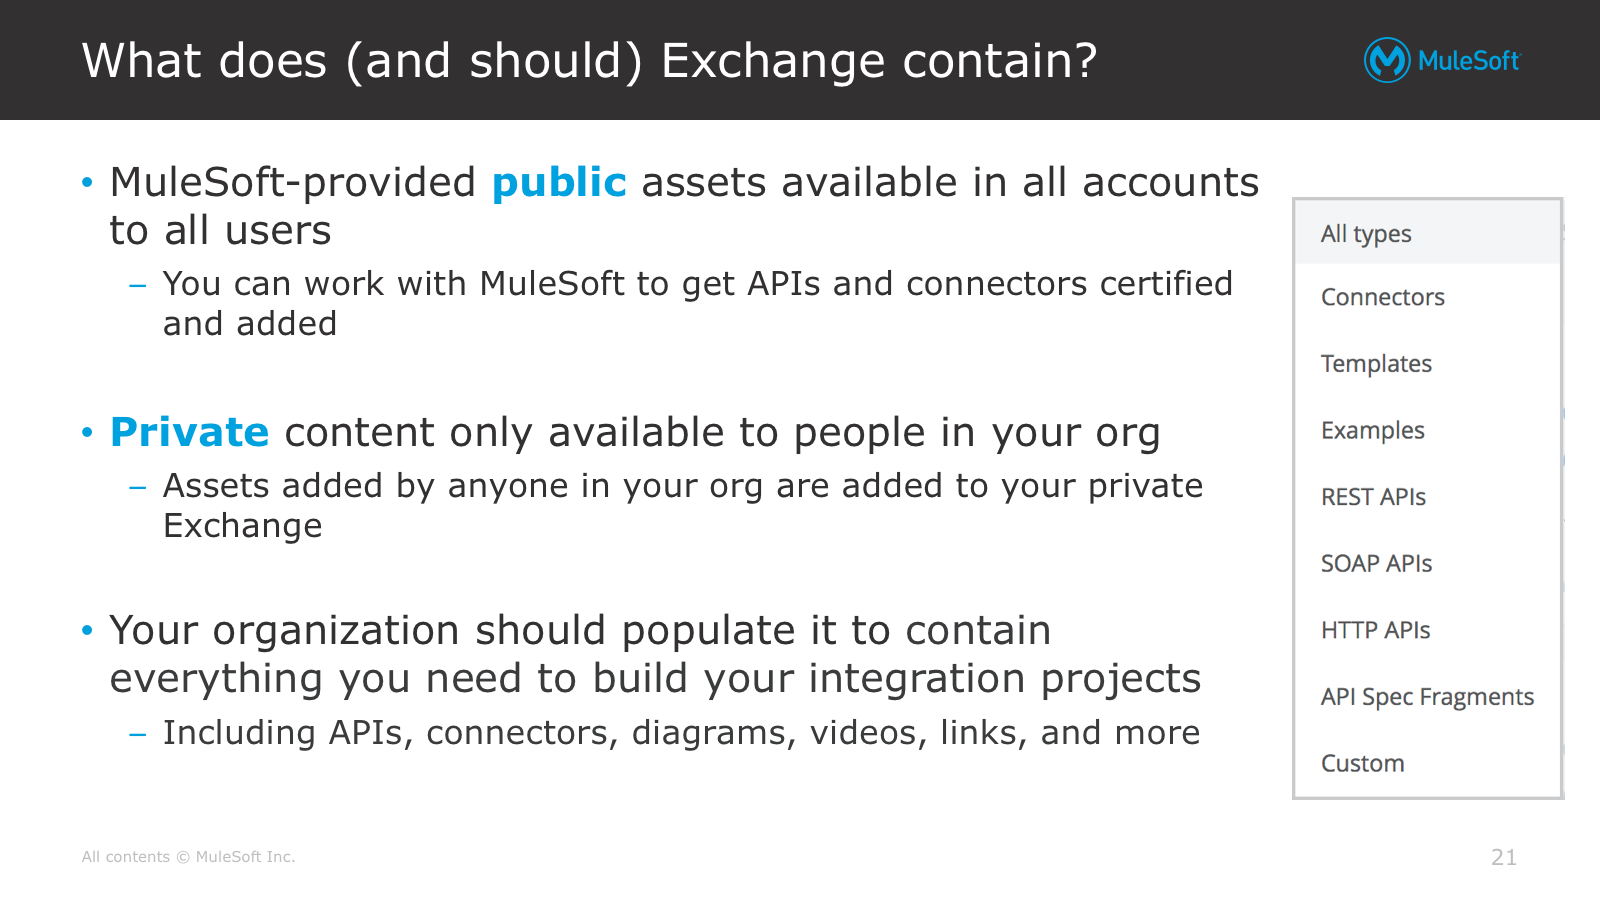 What does (and should) Exchange contain?
MuleSoft
• MuleSoft-provided public assets available in all accounts
to all users
– You can work with MuleSoft to get APIs and connectors certified
and added
• Private content only available to people in your org
– Assets added by anyone in your org are added to your private
Exchange
• Your organization should populate it to contain
everything you need to build your integration projects
– Including APIs, connectors, diagrams, videos, links, and more
All types
Connectors
Templates
Examples
REST APIs
SOAP APIs
HTTP APIs
API Spec Fragments
Custom
All contents © MuleSoft Inc.
21